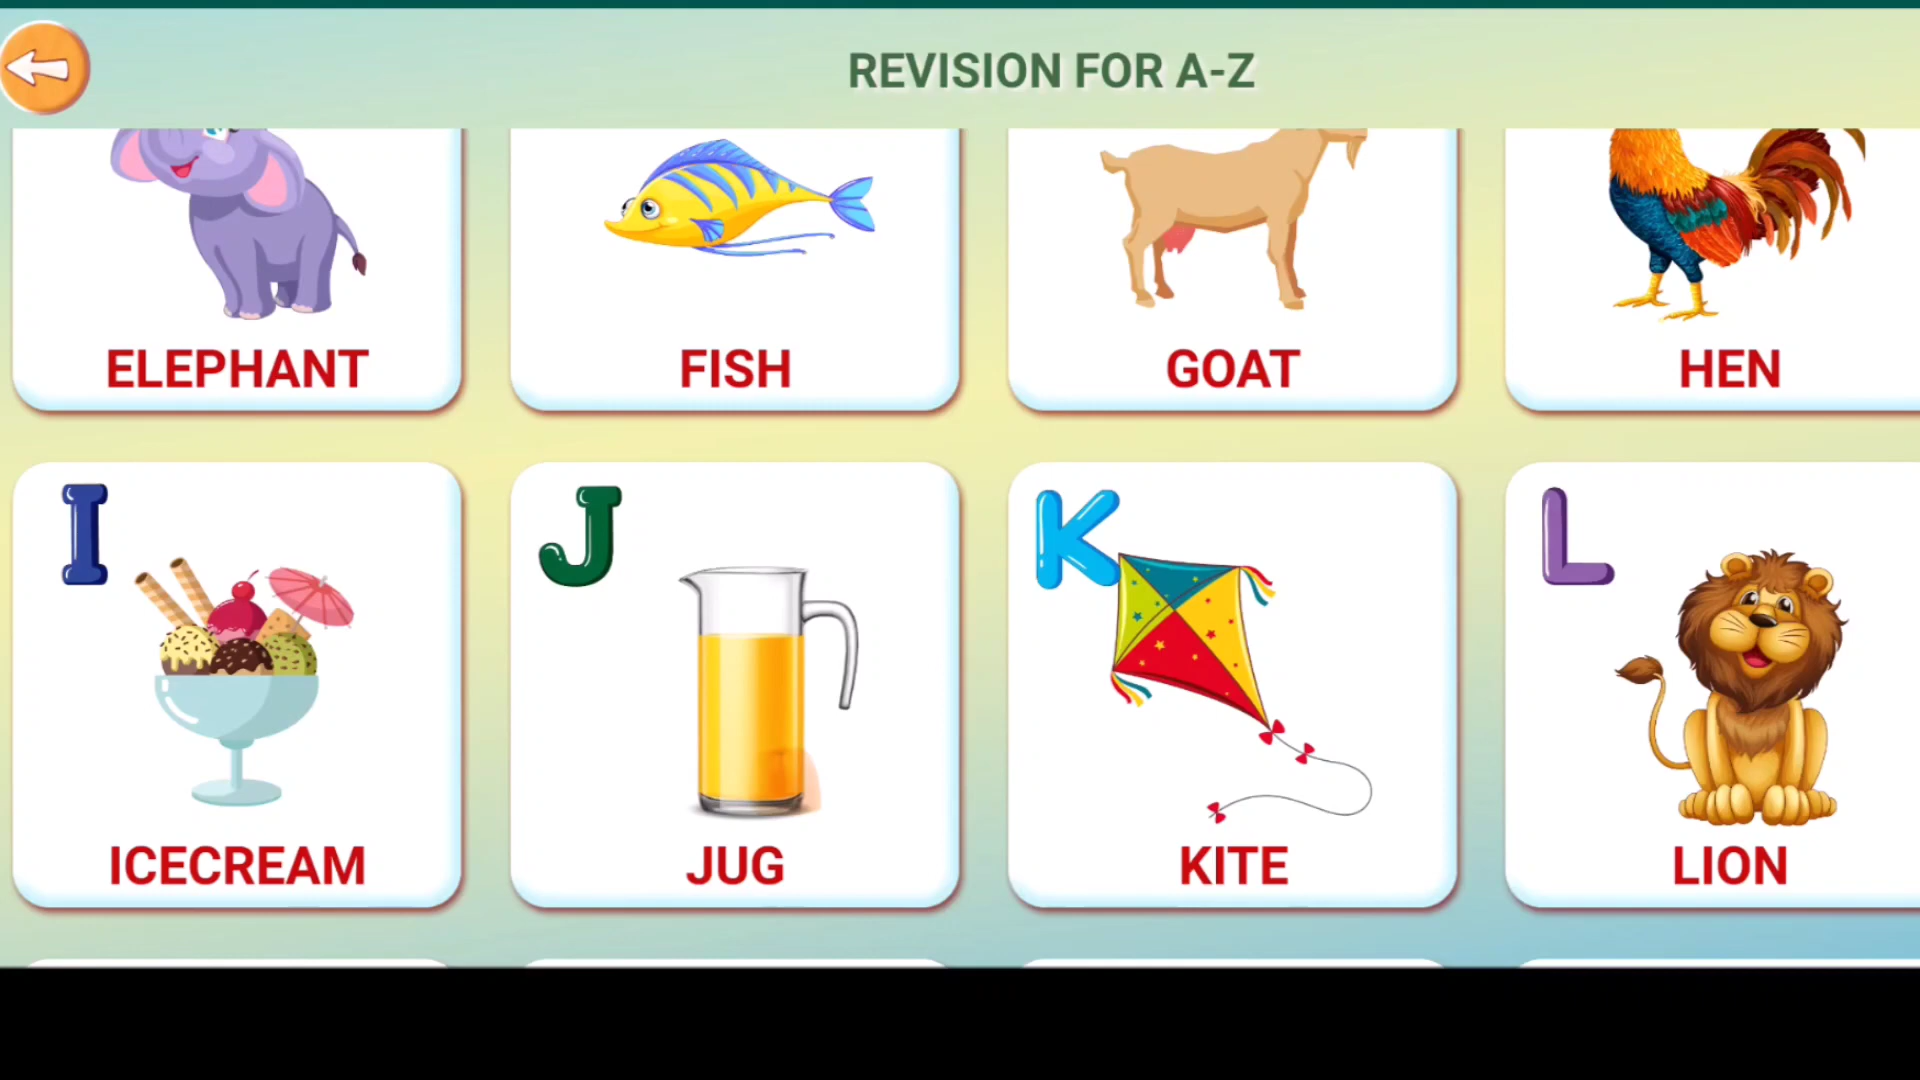 REVISION FOR A-Z
ELEPHANT
FISH
GOAT
HEN
I
J
K
L
ICECREAM
JUG
KITE
LION